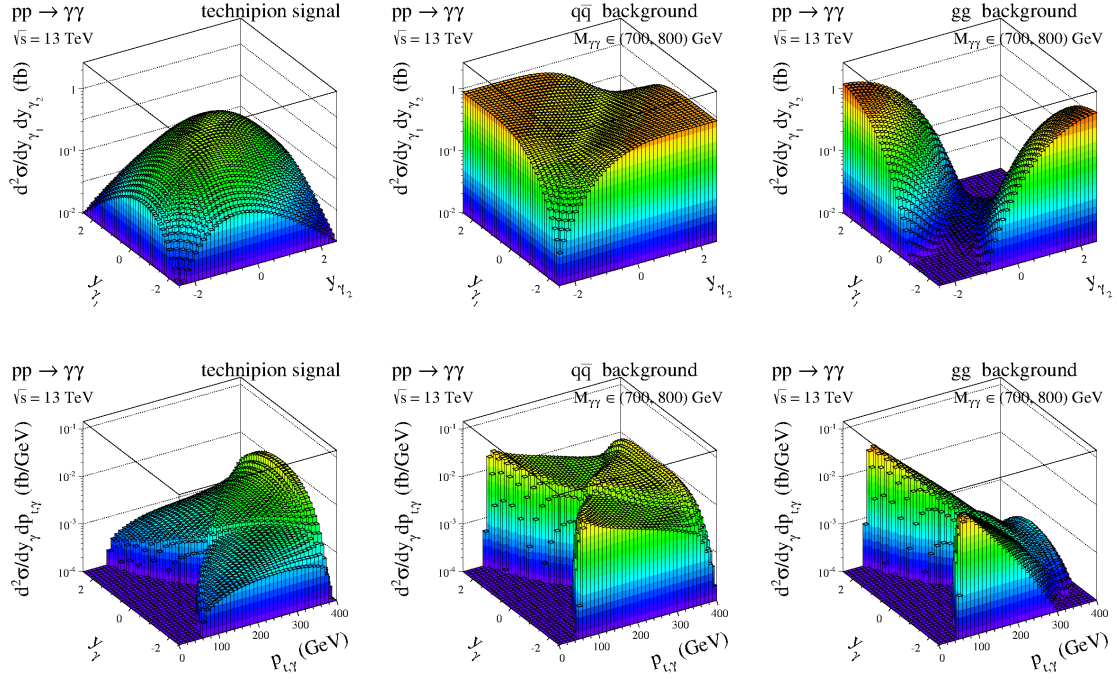 pp → γγ technipion signal
√s = 13 TeV
d²σ/dy_γ₁ dy_γ₂ (fb)
1
10⁻¹
10⁻²
2
0
-2
y_γ₁
-2
0
2
y_γ₂
pp → γγ qq̅ background
√s = 13 TeV M_γγ ∈ (700, 800) GeV
d²σ/dy_γ₁ dy_γ₂ (fb)
1
10⁻¹
10⁻²
2
0
-2
y_γ₁
-2
0
2
y_γ₂
pp → γγ gg background
√s = 13 TeV M_γγ ∈ (700, 800) GeV
d²σ/dy_γ₁ dy_γ₂ (fb)
1
10⁻¹
10⁻²
2
0
-2
y_γ₁
-2
0
2
y_γ₂
pp → γγ technipion signal
√s = 13 TeV
d²σ/dy_γ dp_t,γ (fb/GeV)
10⁻¹
10⁻²
10⁻³
10⁻⁴
2
0
-2
y_γ
0
100
200
300
400
p_t,γ (GeV)
pp → γγ qq̅ background
√s = 13 TeV M_γγ ∈ (700, 800) GeV
d²σ/dy_γ dp_t,γ (fb/GeV)
10⁻¹
10⁻²
10⁻³
10⁻⁴
2
0
-2
y_γ
0
100
200
300
400
p_t,γ (GeV)
pp → γγ gg background
√s = 13 TeV M_γγ ∈ (700, 800) GeV
d²σ/dy_γ dp_t,γ (fb/GeV)
10⁻¹
10⁻²
10⁻³
10⁻⁴
2
0
-2
y_γ
0
100
200
300
400
p_t,γ (GeV)